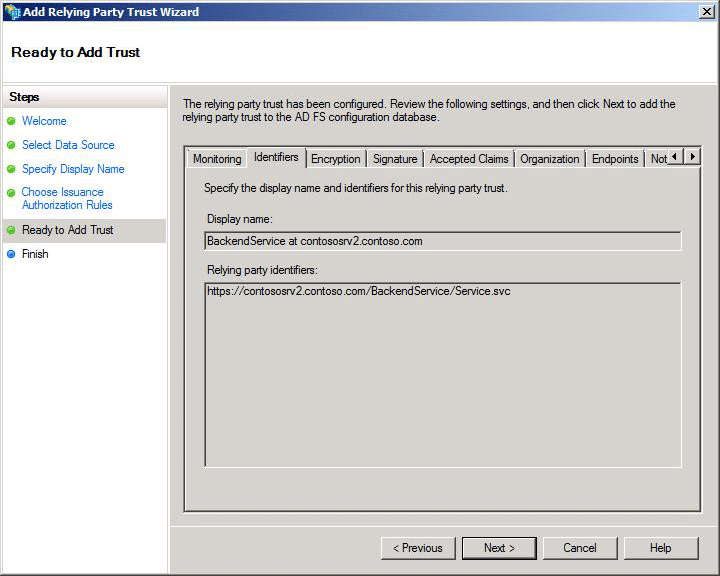 Add Relying Party Trust Wizard
Ready to Add Trust
Steps
Welcome
Select Data Source
Specify Display Name
Choose Issuance
Authorization Rules
Ready to Add Trust
Finish
The relying party trust has been configured. Review the following settings, and then click Next to add the
relying party trust to the AD FS configuration database.
Monitoring Identifiers Encryption Signature Accepted Claims Organization Endpoints Not
Specify the display name and identifiers for this relying party trust.
Display name:
BackendService at contososrv2.contoso.com
Relying party identifiers:
https://contososrv2.contoso.com/BackendService/Service.svc
< Previous Next > Cancel Help